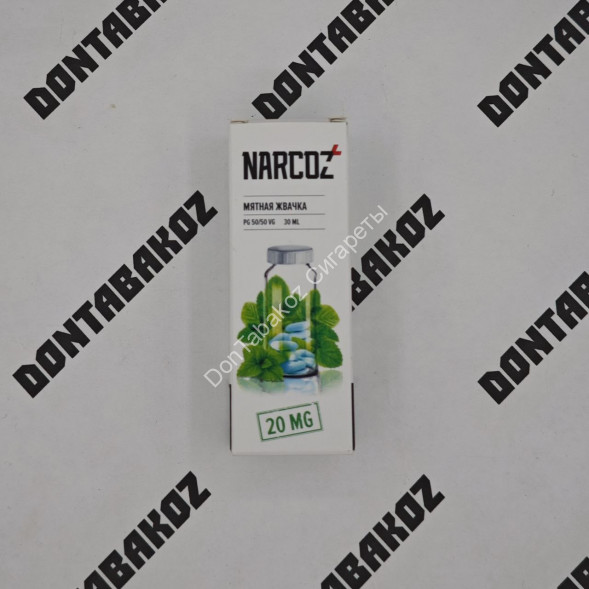 DONTABAKOZ
DONTABAKOZ
DONTABAKOZ
NARCOZ+
МЯТНАЯ ЖВАЧКА
PG 50/50 VG 30 ML
DONTABAKOZ
DONTABAKOZ
DONTABAKOZ
DonTabakoz Сигареты
20 MG
DONTABAKOZ
DONTABAKOZ
DONTABAKOZ